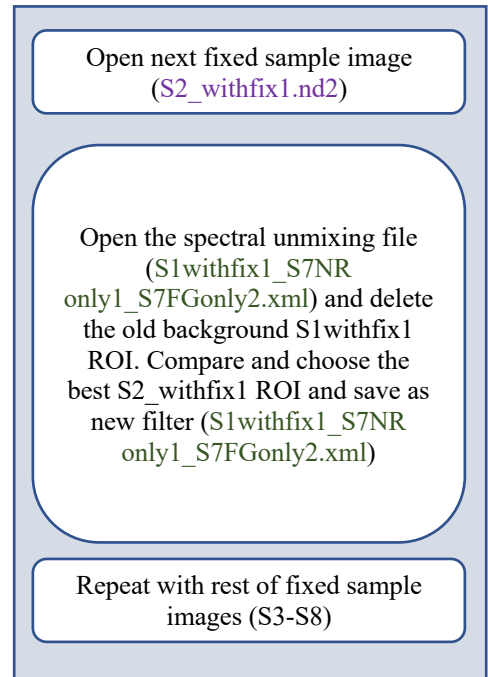 Open next fixed sample image
(S2_withfix1.nd2)
Open the spectral unmixing file
(S1withfix1_S7NR
only1_S7FGonly2.xml) and delete
the old background S1withfix1
ROI. Compare and choose the
best S2_withfix1 ROI and save as
new filter (S1withfix1_S7NR
only1_S7FGonly2.xml)
Repeat with rest of fixed sample
images (S3-S8)